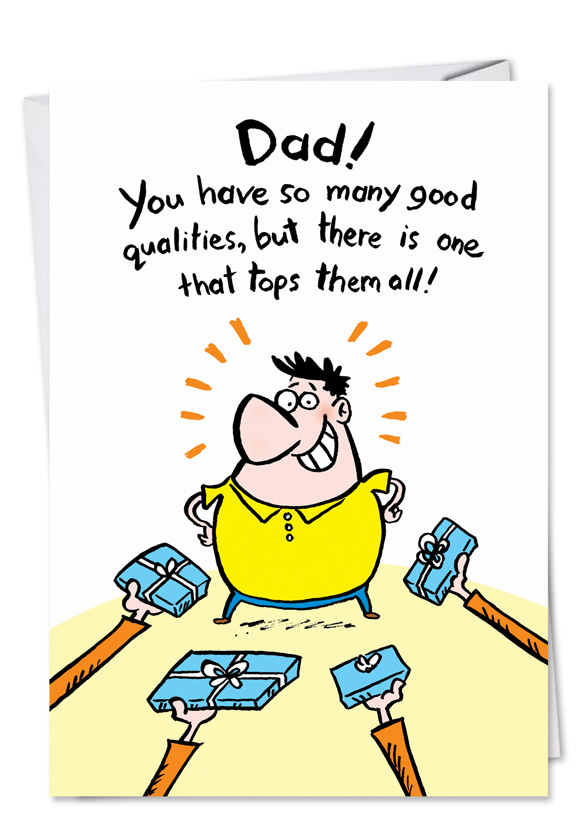 Dad!
You have so many good
qualities, but there is one
that tops them all!